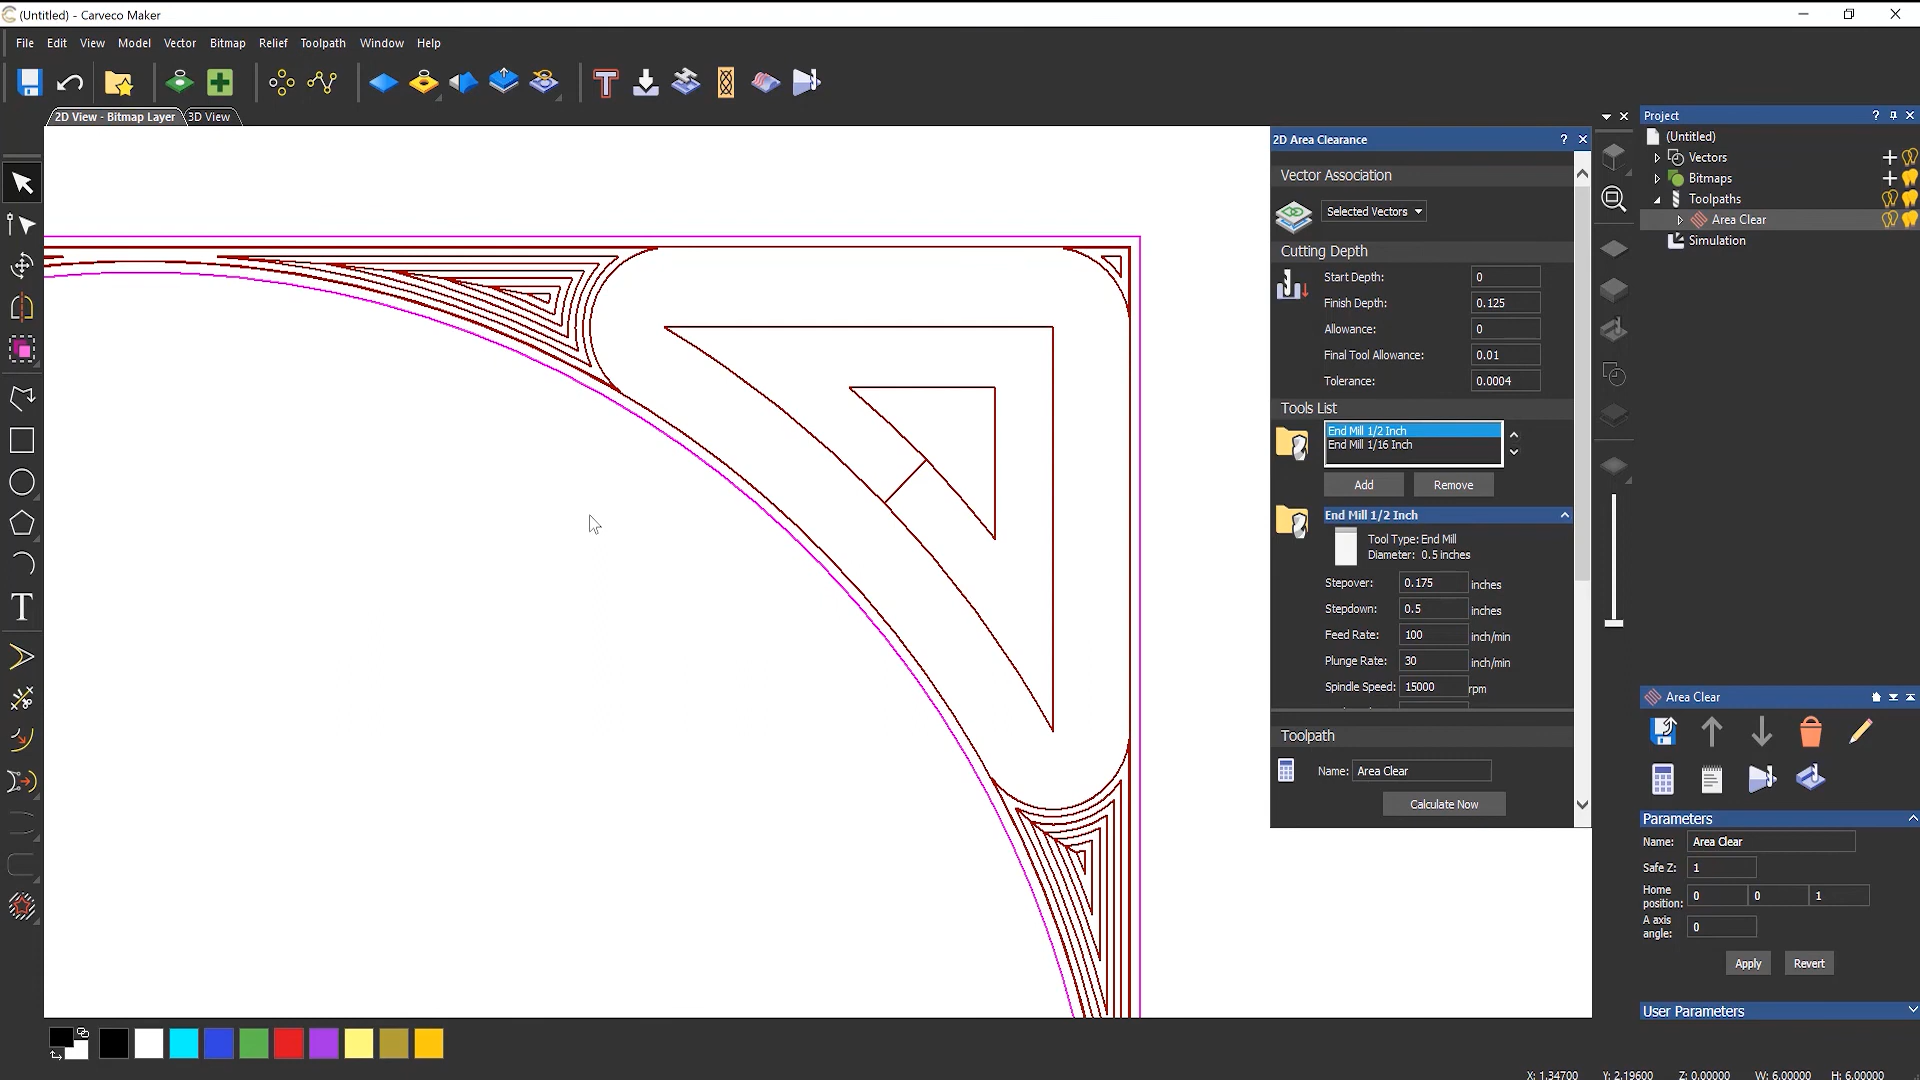 (Untitled) - Carveco Maker
File Edit View Model Vector Bitmap Relief Toolpath Window Help
2D View - Bitmap Layer 3D View
2D Area Clearance ?
Vector Association
Selected Vectors
Cutting Depth
Start Depth: 0
Finish Depth: 0.125
Allowance: 0
Final Tool Allowance: 0.01
Tolerance: 0.0004
Tools List
End Mill 1/2 Inch
End Mill 1/16 Inch
Add Remove
End Mill 1/2 Inch
Tool Type: End Mill
Diameter: 0.5 inches
Stepover: 0.175 inches
Stepdown: 0.5 inches
Feed Rate: 100 inch/min
Plunge Rate: 30 inch/min
Spindle Speed: 15000 rpm
Toolpath
Name: Area Clear
Calculate Now
Project ?
(Untitled)
Vectors
Bitmaps
Toolpaths
Area Clear
Simulation
Area Clear
Parameters
Name: Area Clear
Safe Z: 1
Home position: 0 0 1
A axis angle: 0
Apply Revert
User Parameters
T
X: 1.34700 Y: 2.19600 Z: 0.00000 W: 6.00000 H: 6.00000